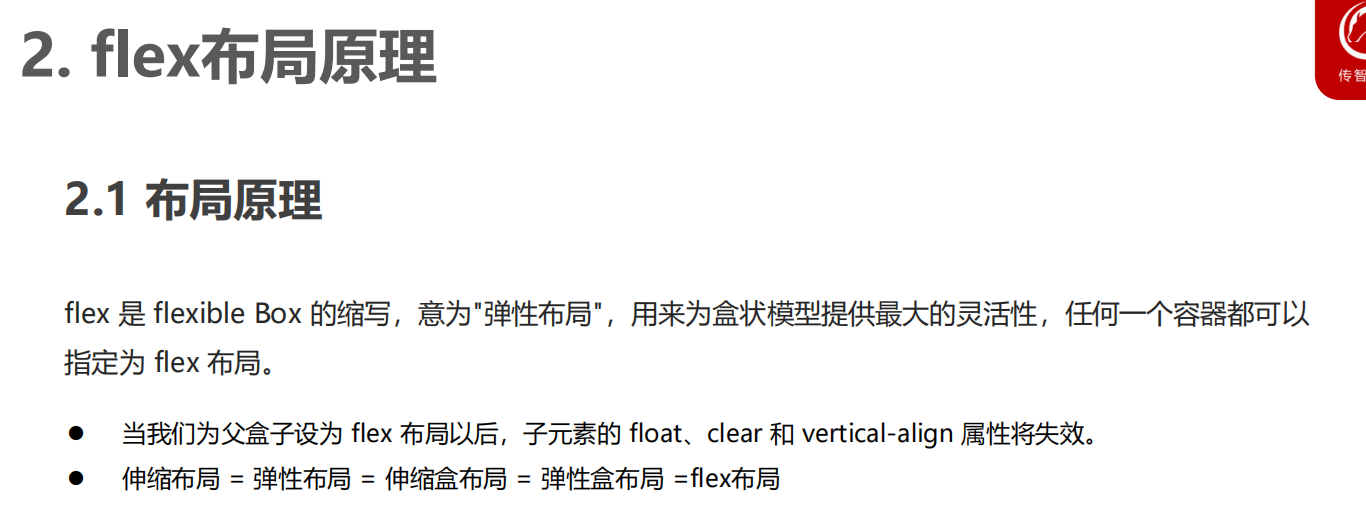 2. flex布局原理
传智
2.1 布局原理
flex 是 flexible Box 的缩写，意为"弹性布局"，用来为盒状模型提供最大的灵活性，任何一个容器都可以
指定为 flex 布局。
● 当我们为父盒子设为 flex 布局以后，子元素的 float、clear 和 vertical-align 属性将失效。
● 伸缩布局 = 弹性布局 = 伸缩盒布局 = 弹性盒布局 =flex布局